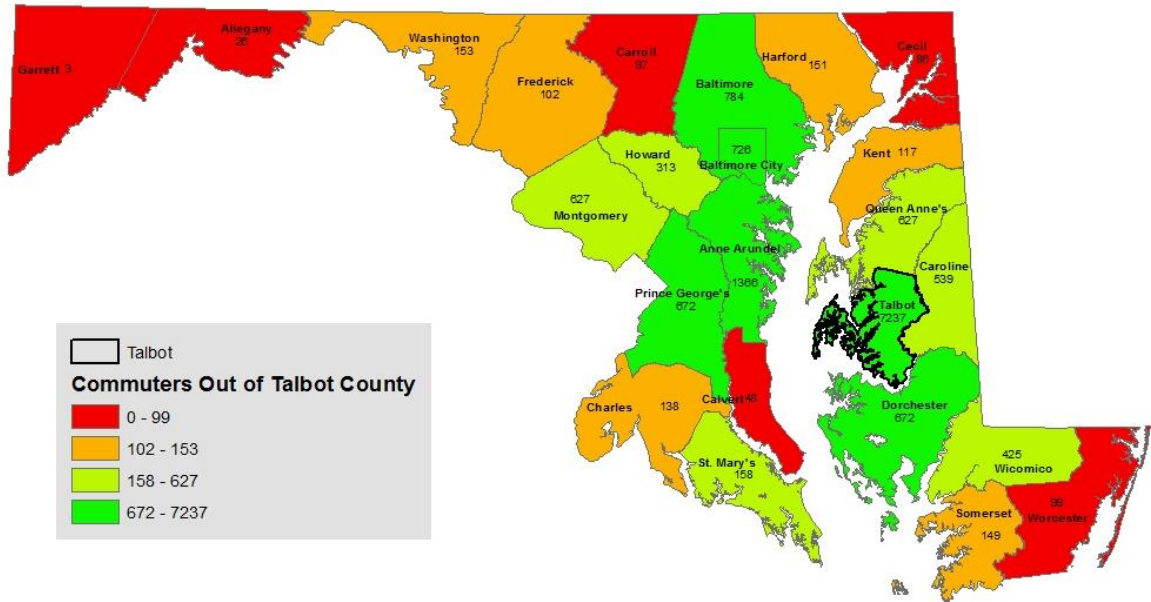 Garrett 3
Allegany
26
Washington
153
Frederick
102
Carroll
97
Baltimore
784
Harford
151
Cecil
726
Baltimore City
Howard
313
Kent 117
627
Montgomery
Queen Anne's
627
Anne Arundel
1366
Caroline
539
Prince George's
672
Talbot
7237
Calvert 48
Charles 138
Dorchester
672
St. Mary's
158
425
Wicomico
99
Worcester
Somerset
149
Talbot
Commuters Out of Talbot County
0 - 99
102 - 153
158 - 627
672 - 7237